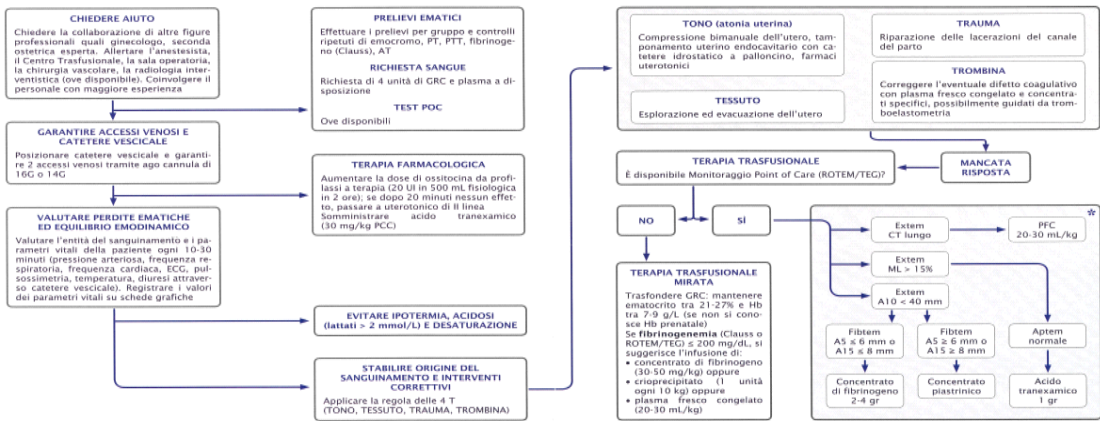 CHIEDERE AIUTO
Chiedere la collaborazione di altre figure
professionali quali ginecologo, seconda
ostetrica esperta. Allertare l'anestesista,
il Centro Trasfusionale, la sala operatoria,
la chirurgia vascolare, la radiologia inter-
ventistica (ove disponibile). Coinvolgere il
personale con maggiore esperienza
GARANTIRE ACCESSI VENOSI E
CATETERE VESCICALE
Posizionare catetere vescicale e garanti-
re 2 accessi venosi tramite ago cannula di
16G o 14G
VALUTARE PERDITE EMATICHE
ED EQUILIBRIO EMODINAMICO
Valutare l'entità del sanguinamento e i pa-
rametri vitali della paziente ogni 10-30
minuti (pressione arteriosa, frequenza re-
spiratoria, frequenza cardiaca, ECG, pul-
sossimetria, temperatura, diuresi attraver-
so catetere vescicale). Registrare i valori
dei parametri vitali su schede grafiche
PRELIEVI EMATICI
Effettuare i prelievi per gruppo e controlli
ripetuti di emocromo, PT, PTT, fibrinoge-
no (Clauss), AT
RICHIESTA SANGUE
Richiesta di 4 unità di GRC e plasma a di-
sposizione
TEST POC
Ove disponibili
TERAPIA FARMACOLOGICA
Aumentare la dose di ossitocina da profi-
lassi a terapia (20 UI in 500 mL fisiologica
in 2 ore); se dopo 20 minuti nessun effet-
to, passare a uterotonico di II linea
Somministrare acido tranexamico
(30 mg/kg PCC)
EVITARE IPOTERMIA, ACIDOSI
(lattati > 2 mmol/L) E DESATURAZIONE
STABILIRE ORIGINE DEL
SANGUINAMENTO E INTERVENTI
CORRETTIVI
Applicare la regola delle 4 T
(TONO, TESSUTO, TRAUMA, TROMBINA)
TONO (atonia uterina)
Compressione bimanuale dell'utero, tam-
ponamento uterino endocavitario con ca-
tetere idrostatico a palloncino, farmaci
uterotonici
TESSUTO
Esplorazione ed evacuazione dell'utero
TRAUMA
Riparazione delle lacerazioni del canale
del parto
TROMBINA
Correggere l'eventuale difetto coagulativo
con plasma fresco congelato e concentra-
ti specifici, possibilmente guidati da trom-
boelastometria
MANCATA
RISPOSTA
TERAPIA TRASFUSIONALE
È disponibile Monitoraggio Point of Care (ROTEM/TEG)?
NO
SÍ
TERAPIA TRASFUSIONALE
MIRATA
Trasfondere GRC: mantenere
ematocrito tra 21-27% e Hb
tra 7-9 g/L (se non si cono-
sce Hb prenatale)
Se fibrinogenemia (Clauss o
ROTEM/TEG) ≤ 200 mg/dL, si
suggerisce l'infusione di:
• concentrato di fibrinogeno
(30-50 mg/kg) oppure
• crioprecipitato (1 unità
ogni 10 kg) oppure
• plasma fresco congelato
(20-30 mL/kg)
*
Extem
CT lungo
PFC
20-30 mL/kg
Extem
ML > 15%
Extem
A10 < 40 mm
Fibtem
A5 ≤ 6 mm o
A15 ≤ 8 mm
Fibtem
A5 ≥ 6 mm o
A15 ≥ 8 mm
Aptem
normale
Concentrato
di fibrinogeno
2-4 gr
Concentrato
piastrinico
Acido
tranexamico
1 gr